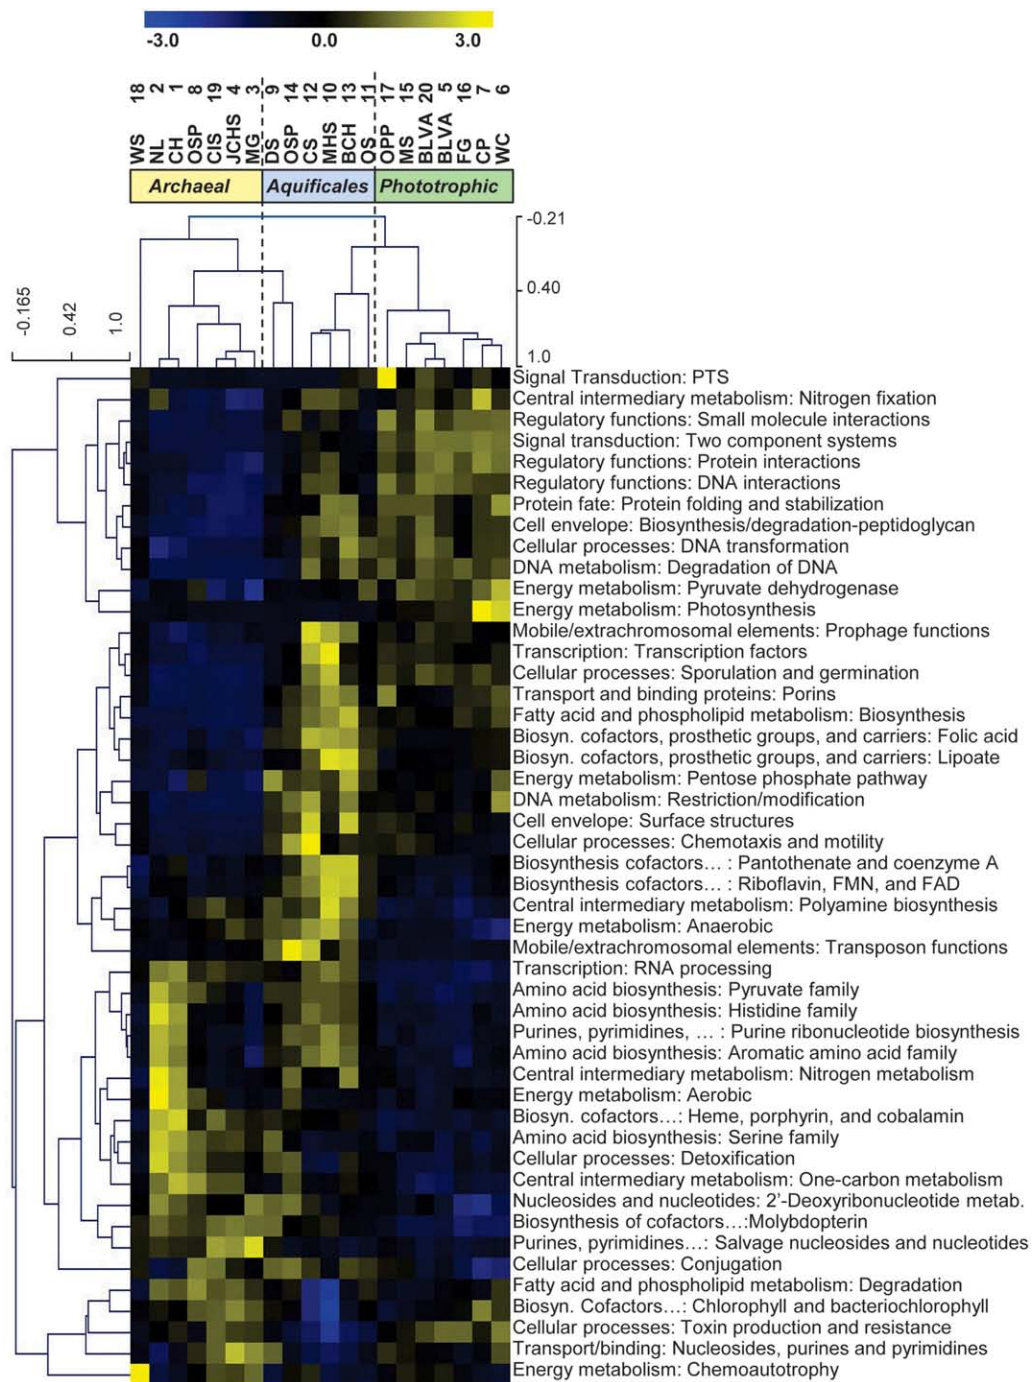 -3.0 0.0 3.0
18 2 1 8 19 4 3 9 14 12 10 13 11 17 15 20 5 16 7 6
WS NL CH OSP CIS JCHS MG DS OSP CS MHS BCH OS OPP MS BLVA BLVA FG CP WC
Archaeal Aquificales Phototrophic
-0.21
0.40
1.0
-0.165 0.42 1.0
Signal Transduction: PTS
Central intermediary metabolism: Nitrogen fixation
Regulatory functions: Small molecule interactions
Signal transduction: Two component systems
Regulatory functions: Protein interactions
Regulatory functions: DNA interactions
Protein fate: Protein folding and stabilization
Cell envelope: Biosynthesis/degradation-peptidoglycan
Cellular processes: DNA transformation
DNA metabolism: Degradation of DNA
Energy metabolism: Pyruvate dehydrogenase
Energy metabolism: Photosynthesis
Mobile/extrachromosomal elements: Prophage functions
Transcription: Transcription factors
Cellular processes: Sporulation and germination
Transport and binding proteins: Porins
Fatty acid and phospholipid metabolism: Biosynthesis
Biosyn. cofactors, prosthetic groups, and carriers: Folic acid
Biosyn. cofactors, prosthetic groups, and carriers: Lipoate
Energy metabolism: Pentose phosphate pathway
DNA metabolism: Restriction/modification
Cell envelope: Surface structures
Cellular processes: Chemotaxis and motility
Biosynthesis cofactors... : Pantothenate and coenzyme A
Biosynthesis cofactors... : Riboflavin, FMN, and FAD
Central intermediary metabolism: Polyamine biosynthesis
Energy metabolism: Anaerobic
Mobile/extrachromosomal elements: Transposon functions
Transcription: RNA processing
Amino acid biosynthesis: Pyruvate family
Amino acid biosynthesis: Histidine family
Purines, pyrimidines, ... : Purine ribonucleotide biosynthesis
Amino acid biosynthesis: Aromatic amino acid family
Central intermediary metabolism: Nitrogen metabolism
Energy metabolism: Aerobic
Biosyn. cofactors...: Heme, porphyrin, and cobalamin
Amino acid biosynthesis: Serine family
Cellular processes: Detoxification
Central intermediary metabolism: One-carbon metabolism
Nucleosides and nucleotides: 2'-Deoxyribonucleotide metab.
Biosynthesis of cofactors...:Molybdopterin
Purines, pyrimidines...: Salvage nucleosides and nucleotides
Cellular processes: Conjugation
Fatty acid and phospholipid metabolism: Degradation
Biosyn. Cofactors...: Chlorophyll and bacteriochlorophyll
Cellular processes: Toxin production and resistance
Transport/binding: Nucleosides, purines and pyrimidines
Energy metabolism: Chemoautotrophy